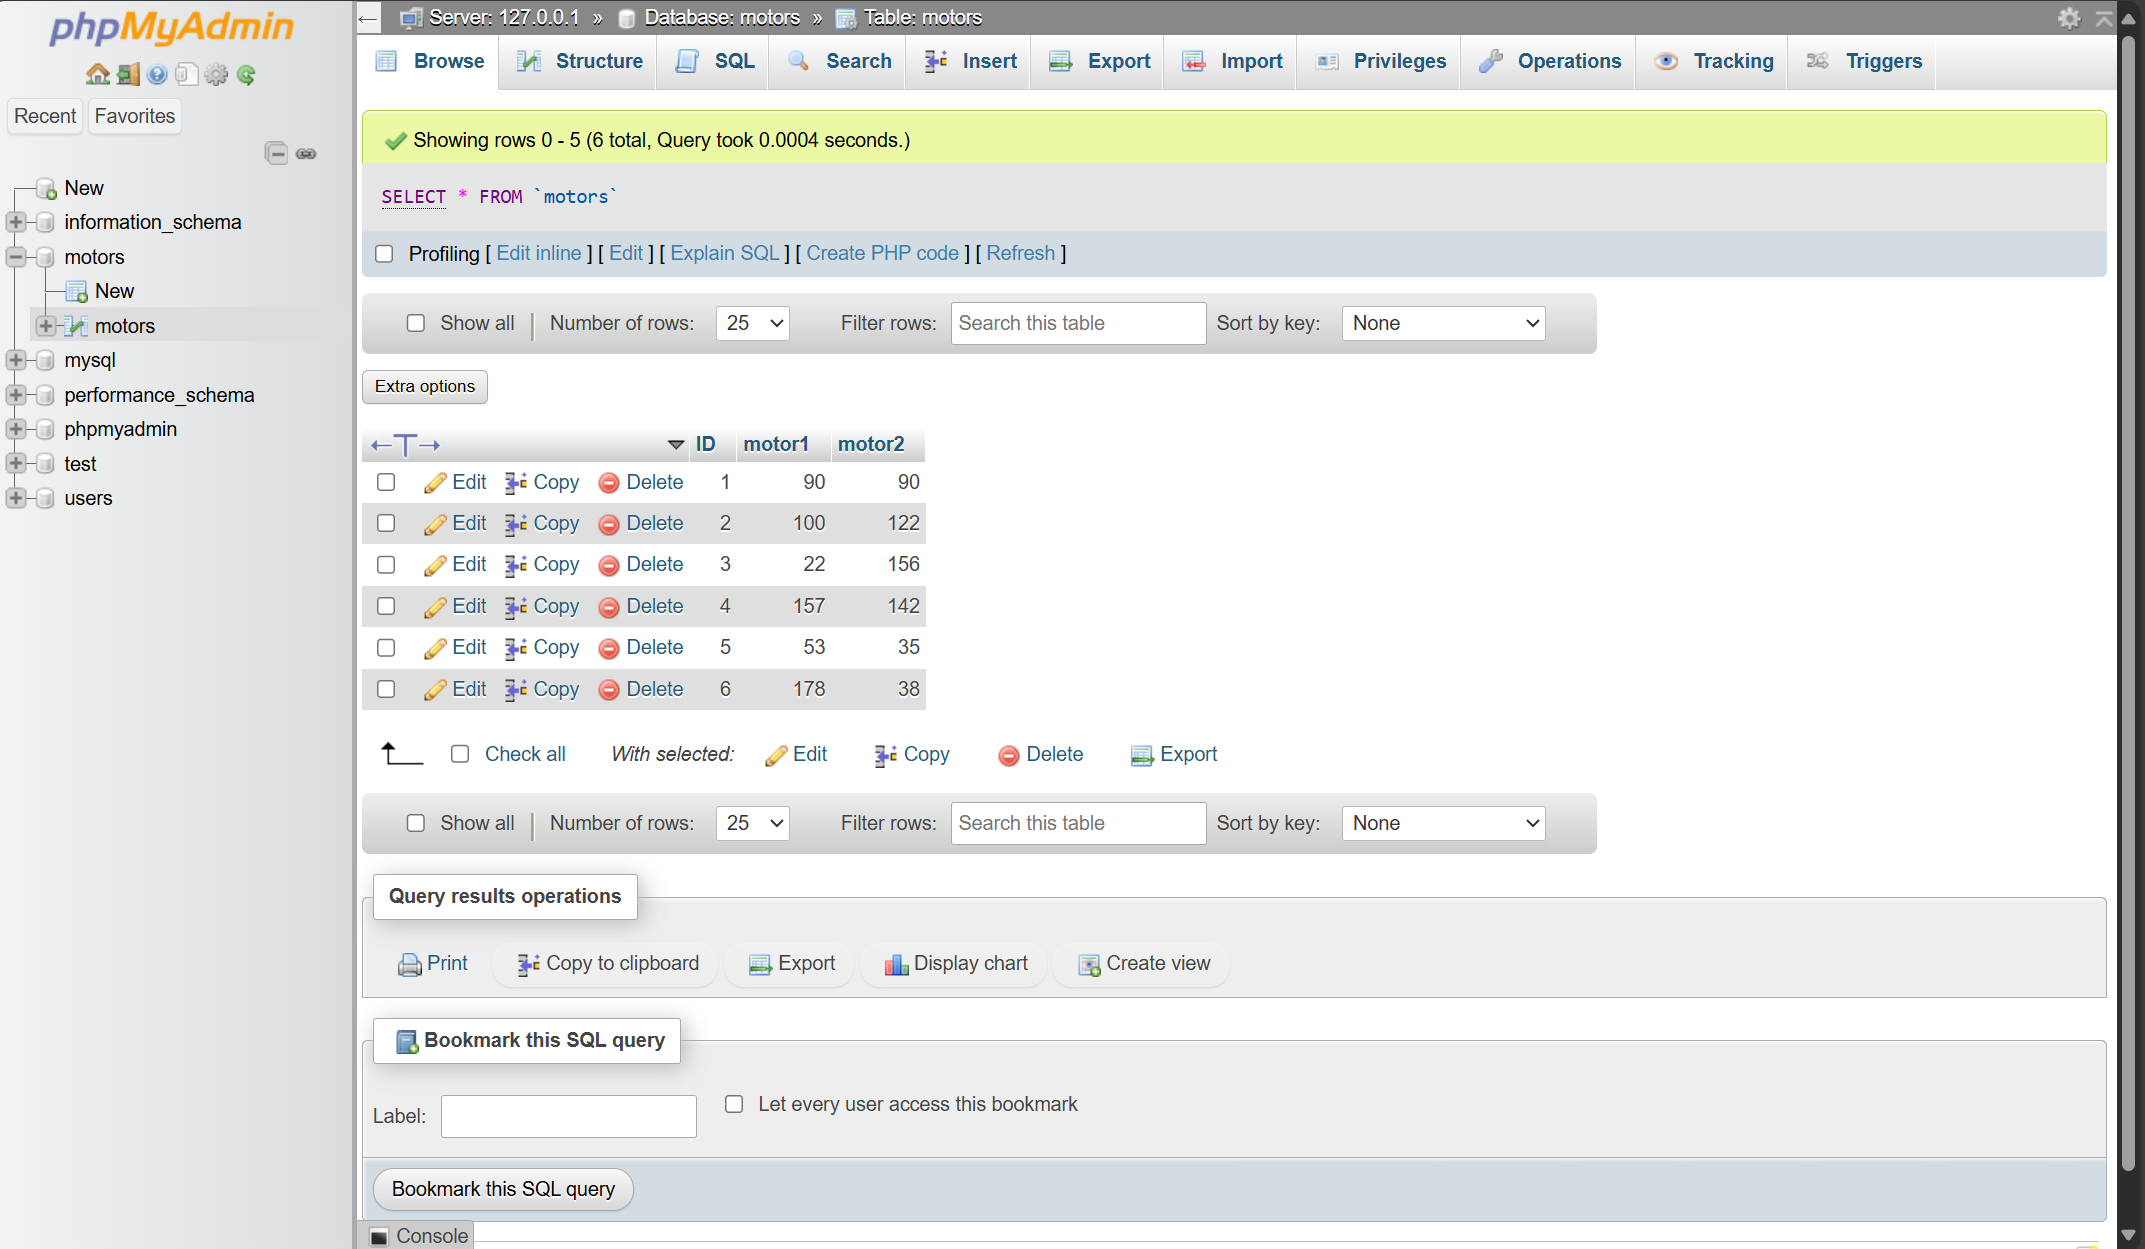 phpMyAdmin
Recent
Favorites
New
information_schema
motors
New
motors
mysql
performance_schema
phpmyadmin
test
users
Server: 127.0.0.1 » Database: motors » Table: motors
Browse
Structure
SQL
Search
Insert
Export
Import
Privileges
Operations
Tracking
Triggers
Showing rows 0 - 5 (6 total, Query took 0.0004 seconds.)
SELECT * FROM `motors`
Profiling [ Edit inline ] [ Edit ] [ Explain SQL ] [ Create PHP code ] [ Refresh ]
Show all | Number of rows: 25 Filter rows: Search this table Sort by key: None
Extra options
←T→ ID motor1 motor2
Edit Copy Delete 1 90 90
Edit Copy Delete 2 100 122
Edit Copy Delete 3 22 156
Edit Copy Delete 4 157 142
Edit Copy Delete 5 53 35
Edit Copy Delete 6 178 38
Check all With selected: Edit Copy Delete Export
Show all | Number of rows: 25 Filter rows: Search this table Sort by key: None
Query results operations
Print Copy to clipboard Export Display chart Create view
Bookmark this SQL query
Label: Let every user access this bookmark
Bookmark this SQL query
Console